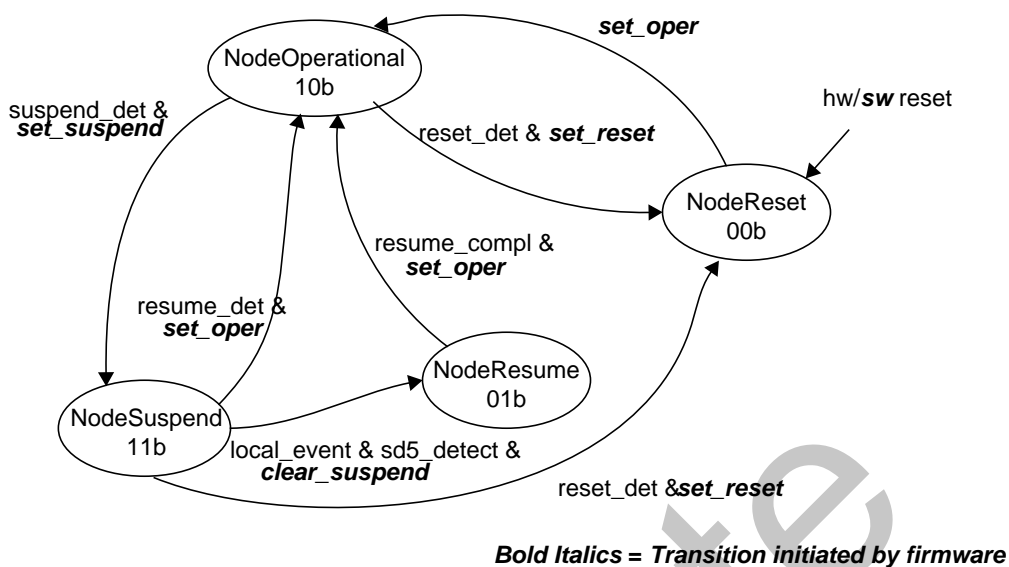 set_oper
NodeOperational
10b
hw/sw reset
suspend_det &
set_suspend
reset_det & set_reset
NodeReset
00b
resume_compl &
set_oper
resume_det &
set_oper
NodeResume
01b
NodeSuspend
11b
local_event & sd5_detect &
clear_suspend
reset_det &set_reset
Bold Italics = Transition initiated by firmware